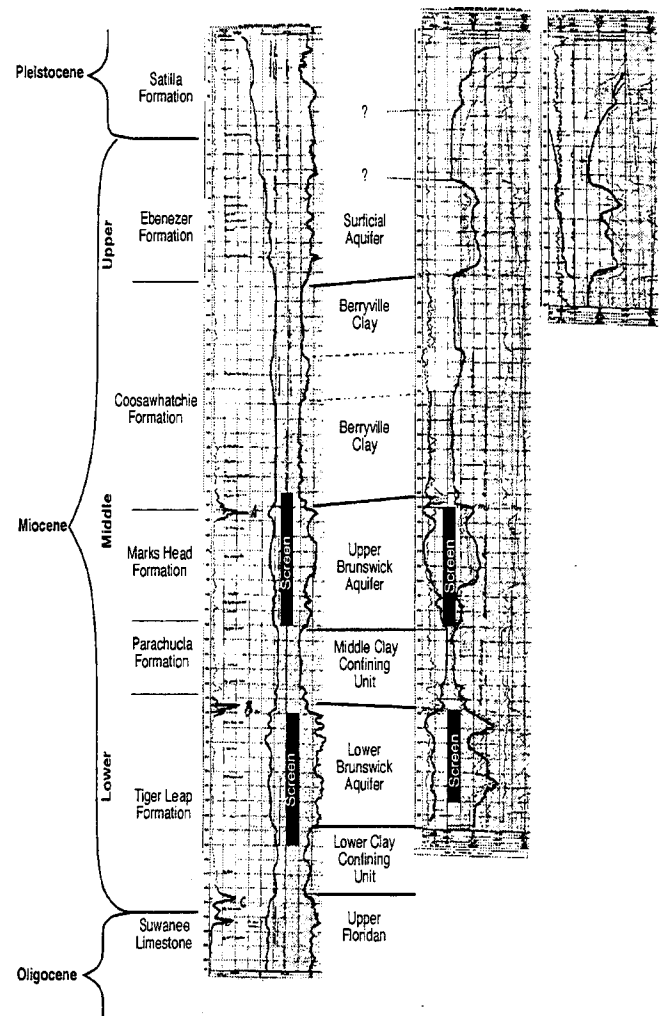 Pleistocene
Satilla
Formation
?
?
Upper
Ebenezer
Formation
Surficial
Aquifer
Berryville
Clay
Coosawhatchie
Formation
Berryville
Clay
Miocene
Middle
A
Marks Head
Formation
Screen
Upper
Brunswick
Aquifer
Screen
Parachucla
Formation
Middle Clay
Confining
Unit
B
Lower
Tiger Leap
Formation
Screen
Lower
Brunswick
Aquifer
Screen
Lower Clay
Confining
Unit
C
Suwanee
Limestone
Upper
Floridan
Oligocene